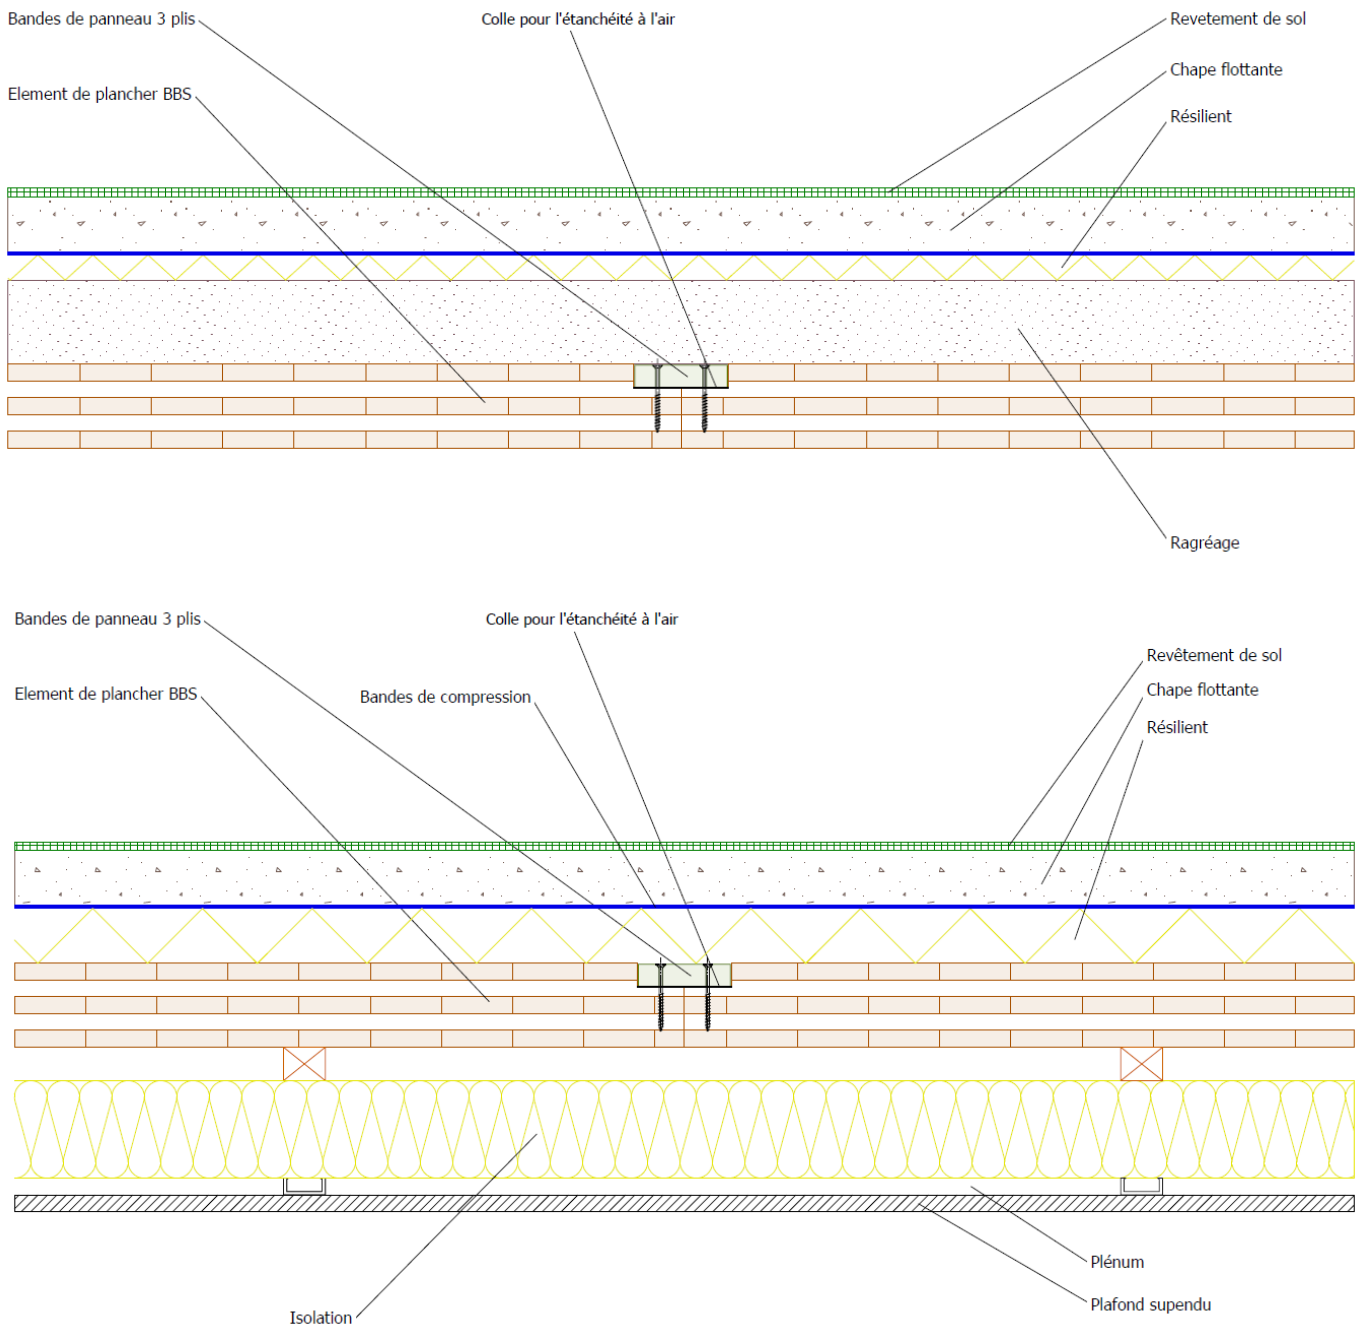 Bandes de panneau 3 plis
Colle pour l'étanchéité à l'air
Revetement de sol
Chape flottante
Element de plancher BBS
Résilient
Ragréage
Bandes de panneau 3 plis
Colle pour l'étanchéité à l'air
Revêtement de sol
Element de plancher BBS
Bandes de compression
Chape flottante
Résilient
Plénum
Plafond supendu
Isolation